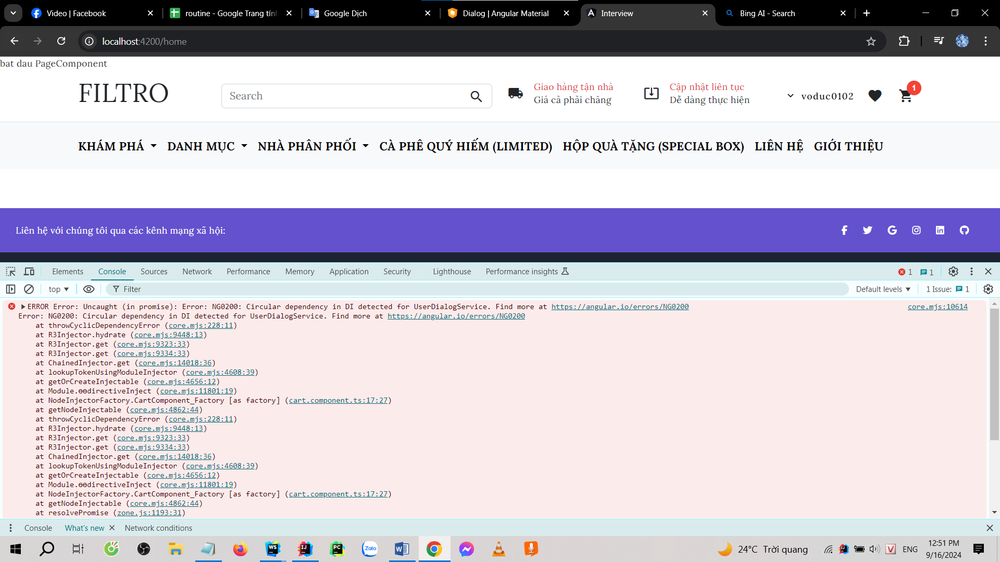 Video | Facebook
routine - Google Trang tính
Google Dịch
Dialog | Angular Material
Interview
Bing AI - Search
localhost:4200/home
bat dau PageComponent
FILTRO
Search
Giao hàng tận nhà
Giá cả phải chăng
Cập nhật liên tục
Dễ dàng thực hiện
voduc0102
1
KHÁM PHÁ DANH MỤC NHÀ PHÂN PHỐI CÀ PHÊ QUÝ HIẾM (LIMITED) HỘP QUÀ TẶNG (SPECIAL BOX) LIÊN HỆ GIỚI THIỆU
Liên hệ với chúng tôi qua các kênh mạng xã hội:
Elements Console Sources Network Performance Memory Application Security Lighthouse Performance insights 1 1
top Filter Default levels 1 Issue: 1
ERROR Error: Uncaught (in promise): Error: NG0200: Circular dependency in DI detected for UserDialogService. Find more at https://angular.io/errors/NG0200 core.mjs:10614
Error: NG0200: Circular dependency in DI detected for UserDialogService. Find more at https://angular.io/errors/NG0200
at throwCyclicDependencyError (core.mjs:228:11)
at R3Injector.hydrate (core.mjs:9448:13)
at R3Injector.get (core.mjs:9323:33)
at R3Injector.get (core.mjs:9334:33)
at ChainedInjector.get (core.mjs:14018:36)
at lookupTokenUsingModuleInjector (core.mjs:4608:39)
at getOrCreateInjectable (core.mjs:4656:12)
at Module.ɵɵdirectiveInject (core.mjs:11801:19)
at NodeInjectorFactory.CartComponent_Factory [as factory] (cart.component.ts:17:27)
at getNodeInjectable (core.mjs:4862:44)
at throwCyclicDependencyError (core.mjs:228:11)
at R3Injector.hydrate (core.mjs:9448:13)
at R3Injector.get (core.mjs:9323:33)
at R3Injector.get (core.mjs:9334:33)
at ChainedInjector.get (core.mjs:14018:36)
at lookupTokenUsingModuleInjector (core.mjs:4608:39)
at getOrCreateInjectable (core.mjs:4656:12)
at Module.ɵɵdirectiveInject (core.mjs:11801:19)
at NodeInjectorFactory.CartComponent_Factory [as factory] (cart.component.ts:17:27)
at getNodeInjectable (core.mjs:4862:44)
at resolvePromise (zone.js:1193:31)
Console What's new Network conditions
WS IJ PC Zalo 24°C Trời quang ENG 12:51 PM
9/16/2024